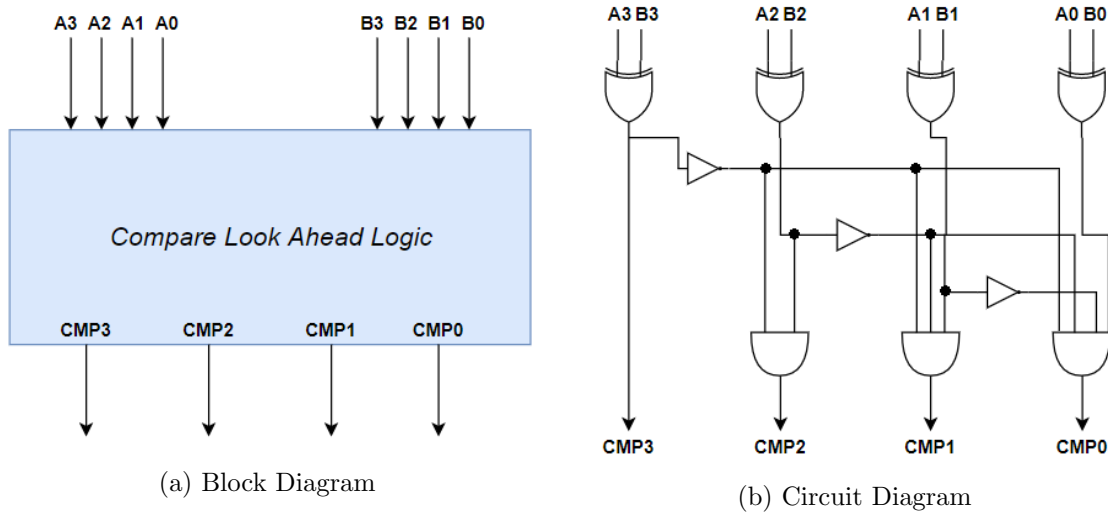 A3 A2 A1 A0
B3 B2 B1 B0
Compare Look Ahead Logic
CMP3 CMP2 CMP1 CMP0
(a) Block Diagram
A3 B3 A2 B2 A1 B1 A0 B0
CMP3 CMP2 CMP1 CMP0
(b) Circuit Diagram